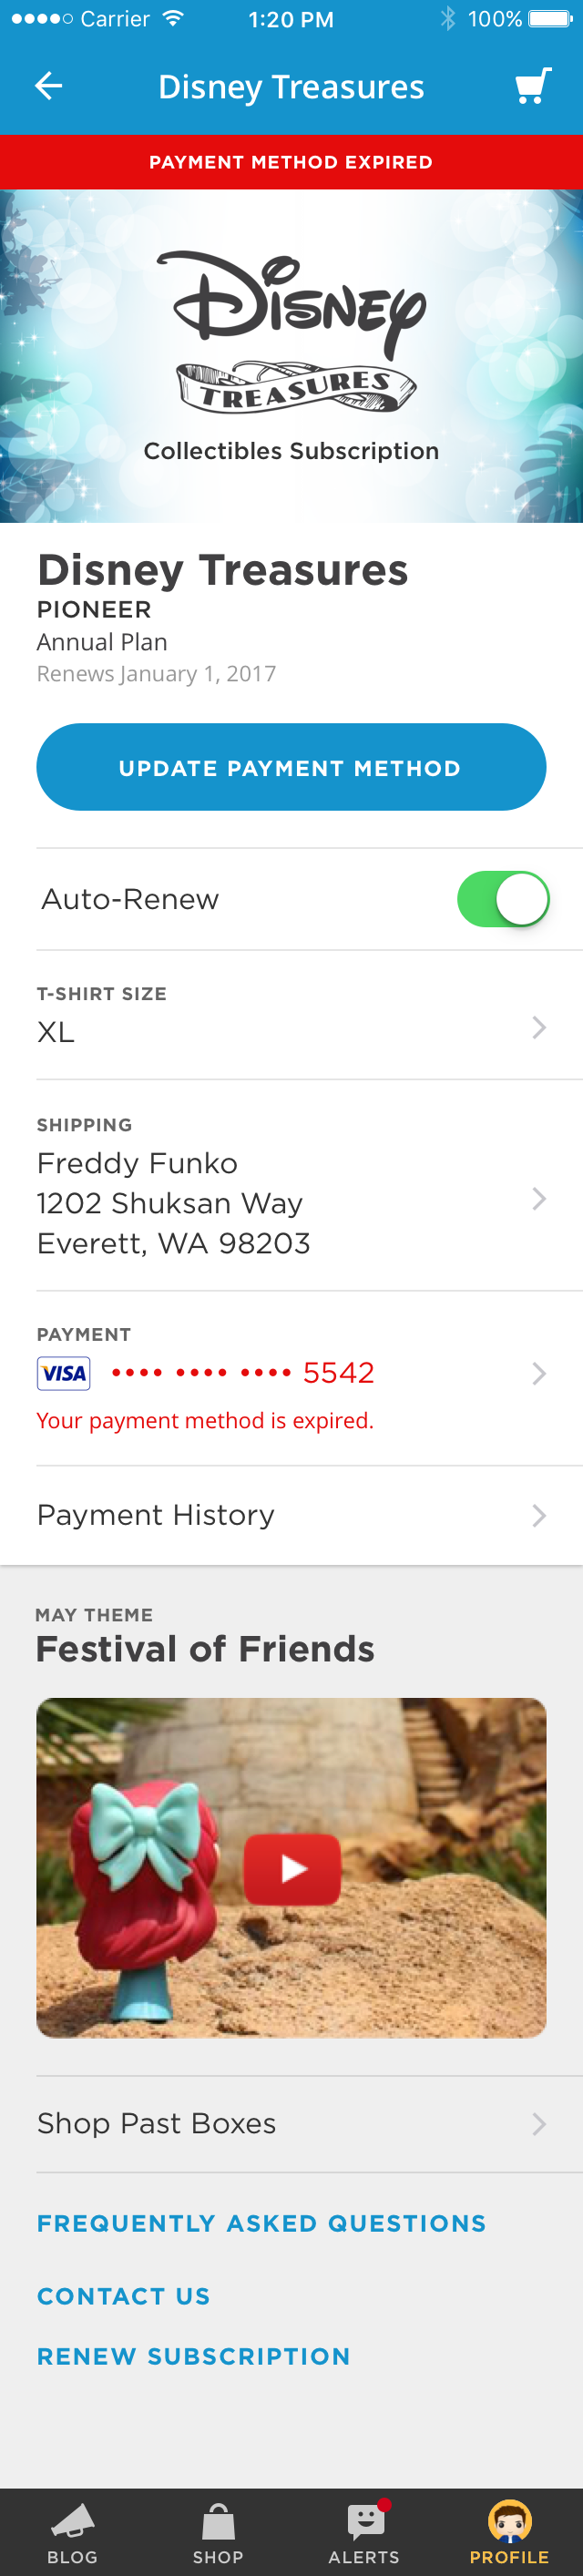 Carrier 1:20 PM 100%
Disney Treasures
PAYMENT METHOD EXPIRED
Disney
TREASURES
Collectibles Subscription
Disney Treasures
PIONEER
Annual Plan
Renews January 1, 2017
UPDATE PAYMENT METHOD
Auto-Renew
T-SHIRT SIZE
XL
SHIPPING
Freddy Funko
1202 Shuksan Way
Everett, WA 98203
PAYMENT
VISA •••• •••• •••• 5542
Your payment method is expired.
Payment History
MAY THEME
Festival of Friends
Shop Past Boxes
FREQUENTLY ASKED QUESTIONS
CONTACT US
RENEW SUBSCRIPTION
BLOG SHOP ALERTS PROFILE